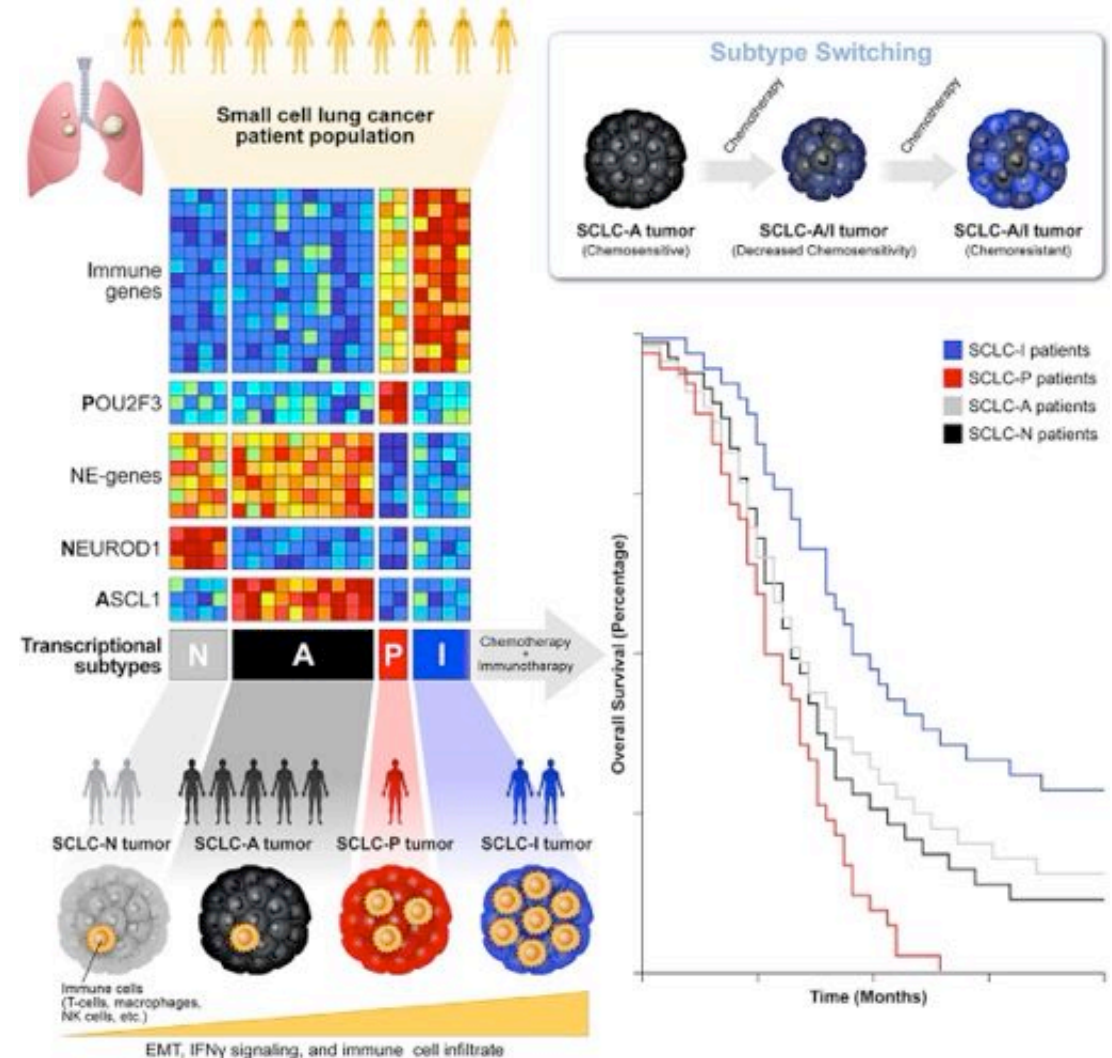 Small cell lung cancer
patient population
Immune
genes
POU2F3
NE-genes
NEUROD1
ASCL1
Transcriptional
subtypes
N
A
P
I
Chemotherapy
+
Immunotherapy
SCLC-N tumor
SCLC-A tumor
SCLC-P tumor
SCLC-I tumor
Immune cells
(T-cells, macrophages,
NK cells, etc.)
EMT, IFNγ signaling, and immune cell infiltrate
Subtype Switching
Chemotherapy
Chemotherapy
SCLC-A tumor
(Chemosensitive)
SCLC-A/I tumor
(Decreased Chemosensitivity)
SCLC-A/I tumor
(Chemoresistant)
SCLC-I patients
SCLC-P patients
SCLC-A patients
SCLC-N patients
Overall Survival (Percentage)
Time (Months)